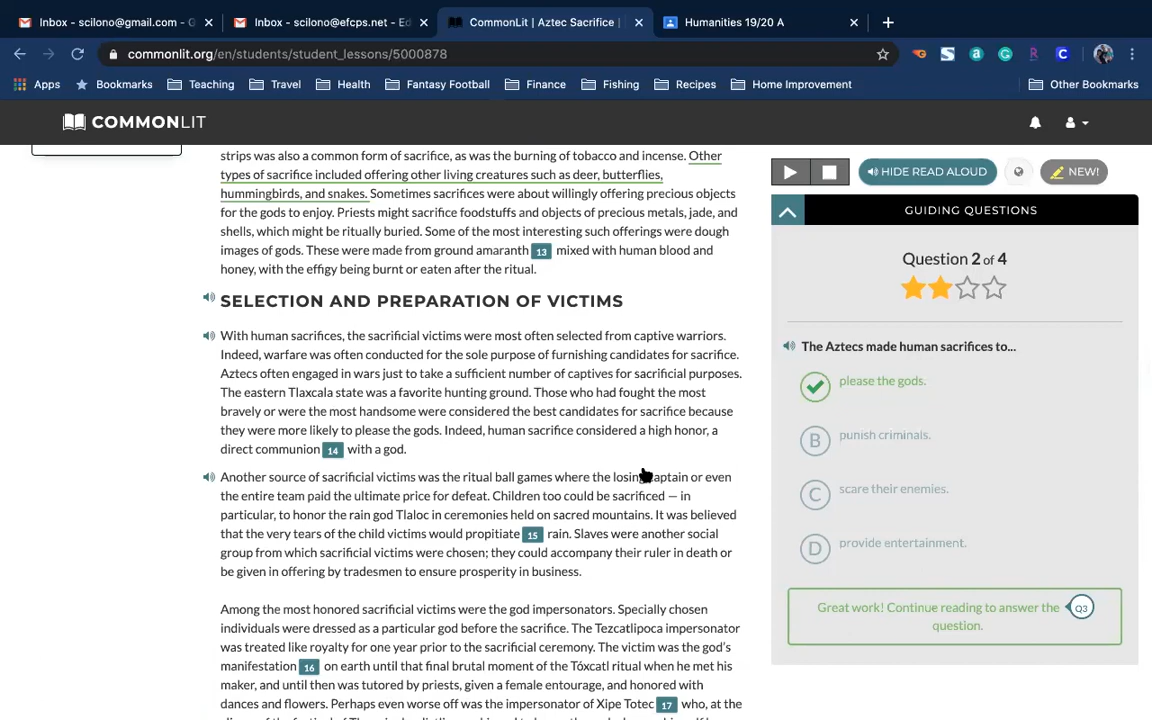 Inbox - scilono@gmail.com - G
Inbox - scilono@efcps.net - Ed
CommonLit | Aztec Sacrifice |
Humanities 19/20 A
commonlit.org/en/students/student_lessons/5000878
Apps
Bookmarks
Teaching
Travel
Health
Fantasy Football
Finance
Fishing
Recipes
Home Improvement
Other Bookmarks
COMMONLIT
strips was also a common form of sacrifice, as was the burning of tobacco and incense. Other
types of sacrifice included offering other living creatures such as deer, butterflies,
hummingbirds, and snakes. Sometimes sacrifices were about willingly offering precious objects
for the gods to enjoy. Priests might sacrifice foodstuffs and objects of precious metals, jade, and
shells, which might be ritually buried. Some of the most interesting such offerings were dough
images of gods. These were made from ground amaranth 13 mixed with human blood and
honey, with the effigy being burnt or eaten after the ritual.
SELECTION AND PREPARATION OF VICTIMS
With human sacrifices, the sacrificial victims were most often selected from captive warriors.
Indeed, warfare was often conducted for the sole purpose of furnishing candidates for sacrifice.
Aztecs often engaged in wars just to take a sufficient number of captives for sacrificial purposes.
The eastern Tlaxcala state was a favorite hunting ground. Those who had fought the most
bravely or were the most handsome were considered the best candidates for sacrifice because
they were more likely to please the gods. Indeed, human sacrifice considered a high honor, a
direct communion 14 with a god.
Another source of sacrificial victims was the ritual ball games where the losing captain or even
the entire team paid the ultimate price for defeat. Children too could be sacrificed — in
particular, to honor the rain god Tlaloc in ceremonies held on sacred mountains. It was believed
that the very tears of the child victims would propitiate 15 rain. Slaves were another social
group from which sacrificial victims were chosen; they could accompany their ruler in death or
be given in offering by tradesmen to ensure prosperity in business.
Among the most honored sacrificial victims were the god impersonators. Specially chosen
individuals were dressed as a particular god before the sacrifice. The Tezcatlipoca impersonator
was treated like royalty for one year prior to the sacrificial ceremony. The victim was the god's
manifestation 16 on earth until that final brutal moment of the Tóxcatl ritual when he met his
maker, and until then was tutored by priests, given a female entourage, and honored with
dances and flowers. Perhaps even worse off was the impersonator of Xipe Totec 17 who, at the
HIDE READ ALOUD
NEW!
GUIDING QUESTIONS
Question 2 of 4
The Aztecs made human sacrifices to...
please the gods.
B punish criminals.
C scare their enemies.
D provide entertainment.
Great work! Continue reading to answer the Q3
question.